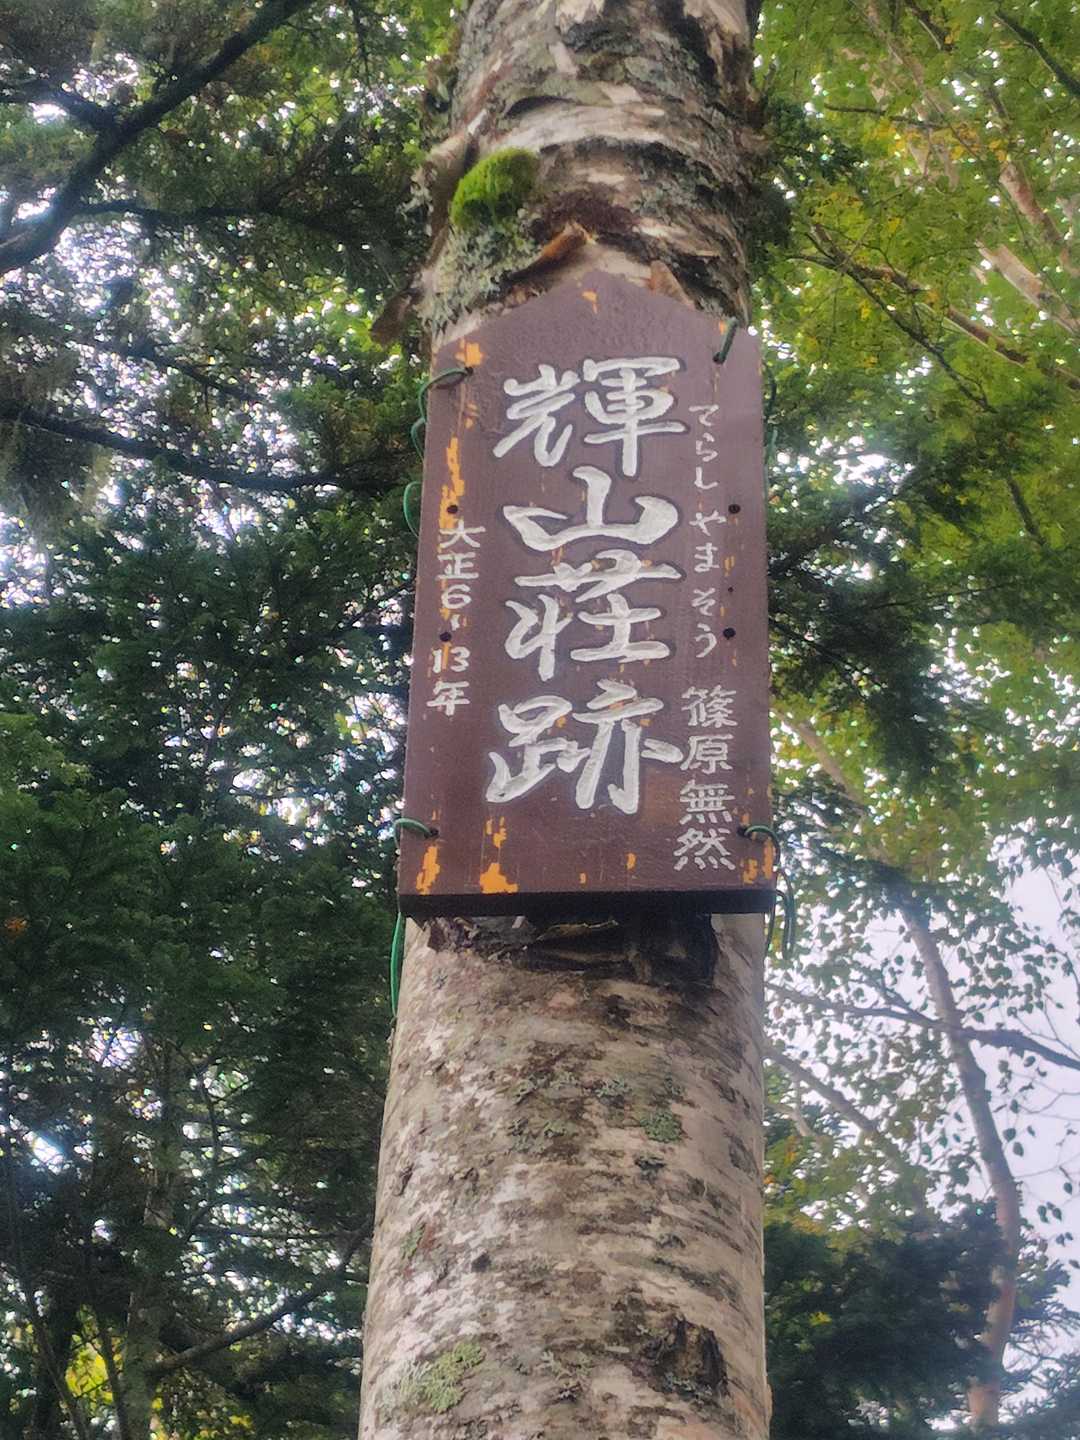 てらしやまそう 篠原無然
輝山荘跡
大正6、13年